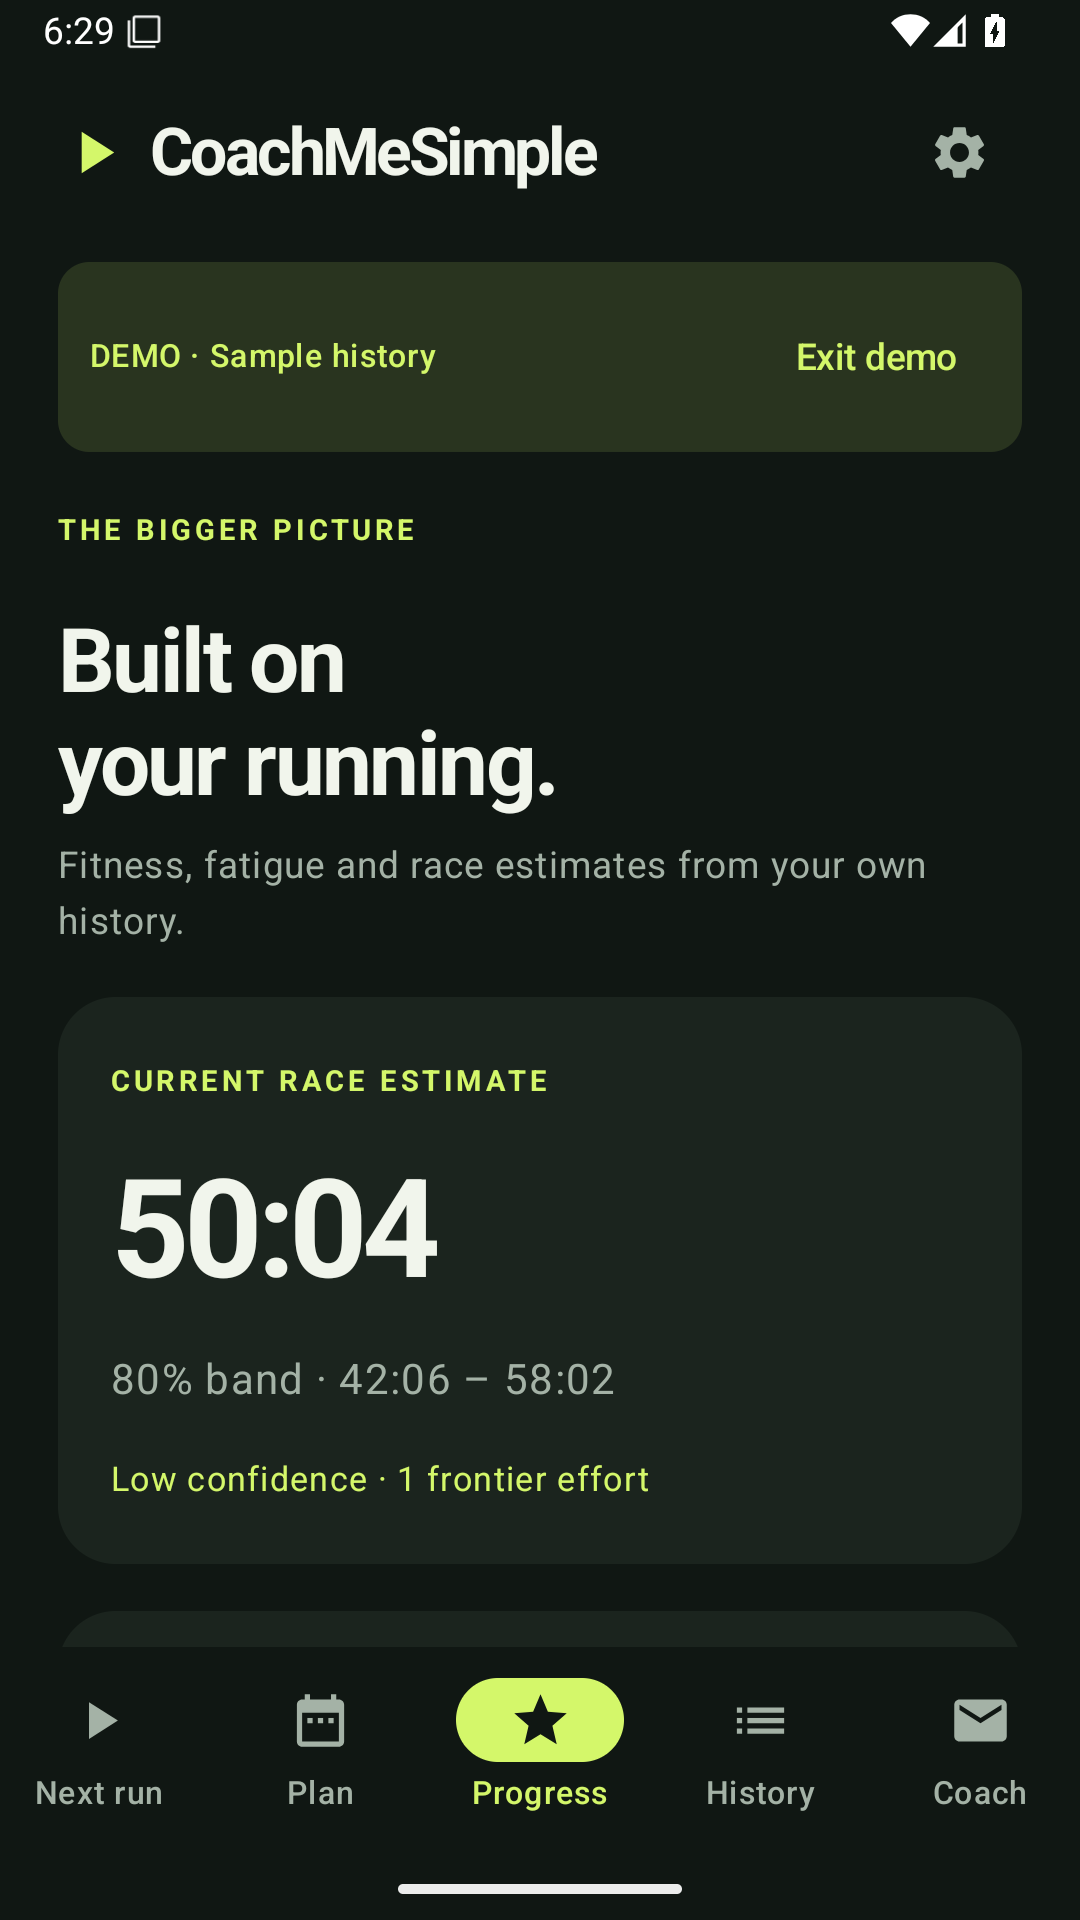 6:29
CoachMeSimple
DEMO · Sample history
Exit demo
THE BIGGER PICTURE
Built on
your running.
Fitness, fatigue and race estimates from your own
history.
CURRENT RACE ESTIMATE
50:04
80% band · 42:06 – 58:02
Low confidence · 1 frontier effort
Next run
Plan
Progress
History
Coach